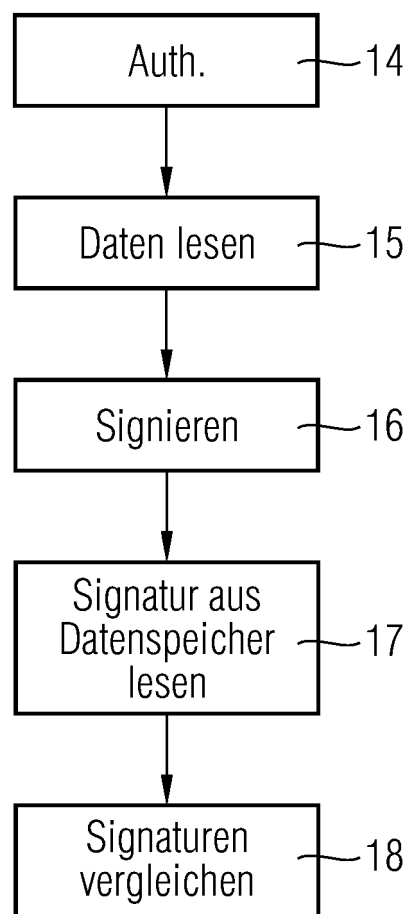 Auth. 14
Daten lesen 15
Signieren 16
Signatur aus
Datenspeicher 17
lesen
Signaturen
vergleichen 18